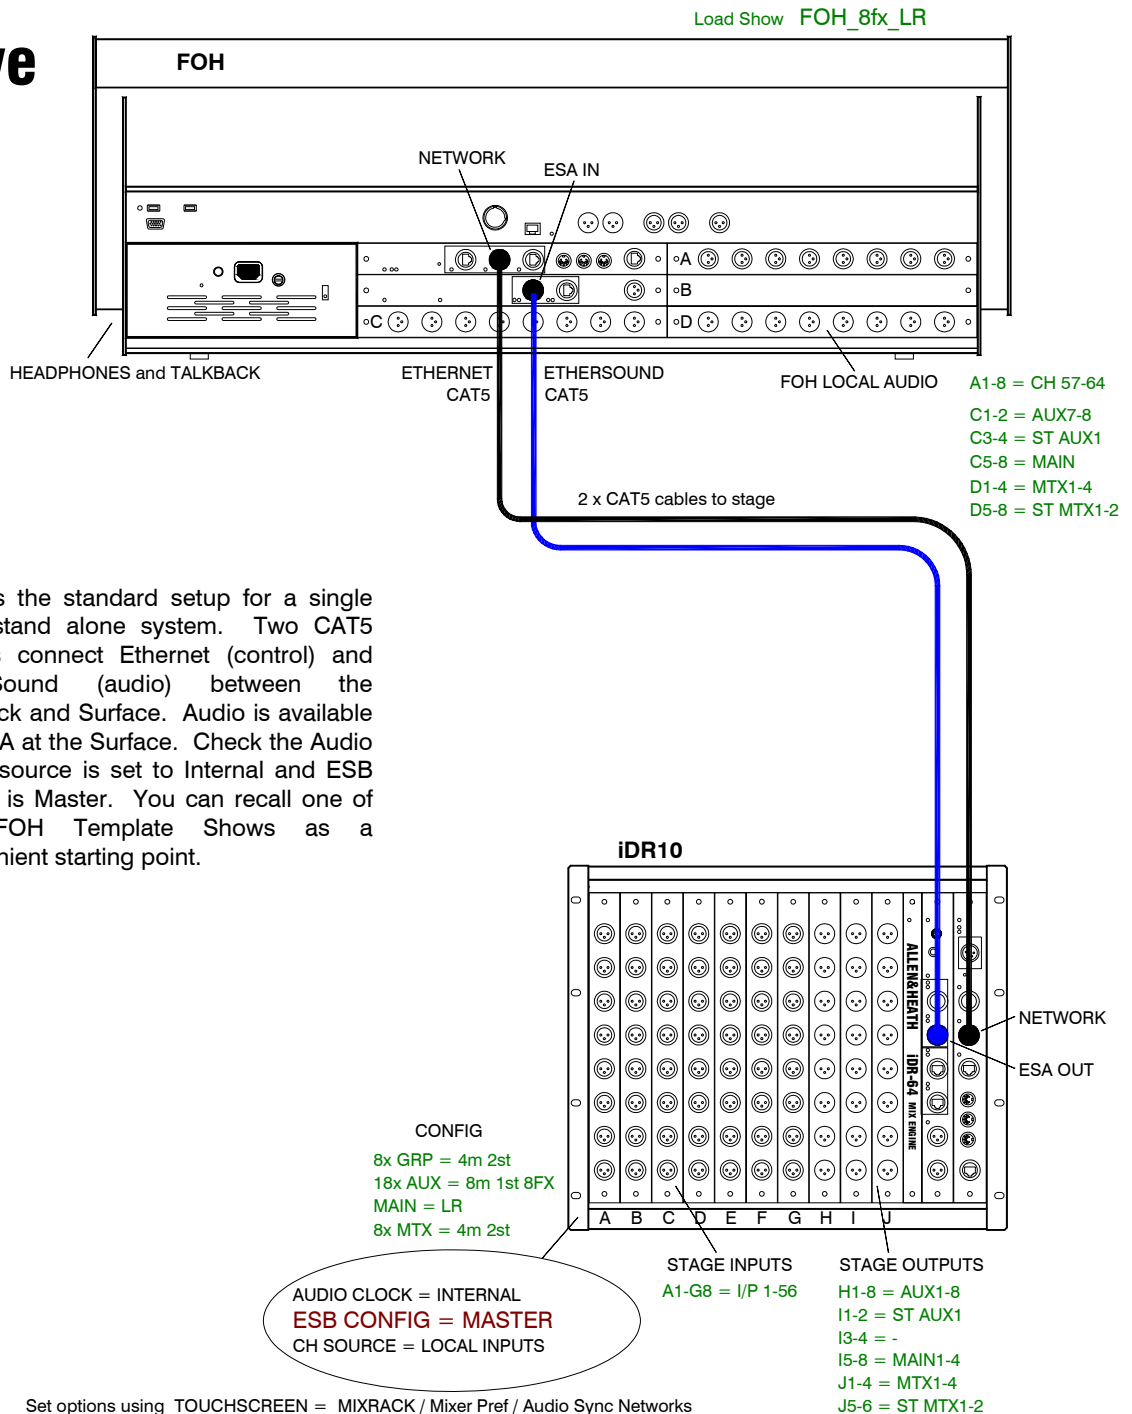 Load Show FOH_8fx_LR
FOH
NETWORK
ESA IN
A
B
C
D
HEADPHONES and TALKBACK
ETHERNET
CAT5
ETHERSOUND
CAT5
FOH LOCAL AUDIO
A1-8 = CH 57-64
C1-2 = AUX7-8
C3-4 = ST AUX1
C5-8 = MAIN
D1-4 = MTX1-4
D5-8 = ST MTX1-2
2 x CAT5 cables to stage
the standard setup for a single
stand alone system. Two CAT5
connect Ethernet (control) and
(audio) between the
and Surface. Audio is available
A at the Surface. Check the Audio
source is set to Internal and ESB
is Master. You can recall one of
FOH Template Shows as a
starting point.
iDR10
ALLEN&HEATH
iDR-64 MIX ENGINE
NETWORK
ESA OUT
CONFIG
8x GRP = 4m 2st
18x AUX = 8m 1st 8FX
MAIN = LR
8x MTX = 4m 2st
A B C D E F G H I J
STAGE INPUTS
A1-G8 = I/P 1-56
STAGE OUTPUTS
H1-8 = AUX1-8
I1-2 = ST AUX1
I3-4 = -
I5-8 = MAIN1-4
J1-4 = MTX1-4
J5-6 = ST MTX1-2
AUDIO CLOCK = INTERNAL
ESB CONFIG = MASTER
CH SOURCE = LOCAL INPUTS
Set options using TOUCHSCREEN = MIXRACK / Mixer Pref / Audio Sync Networks